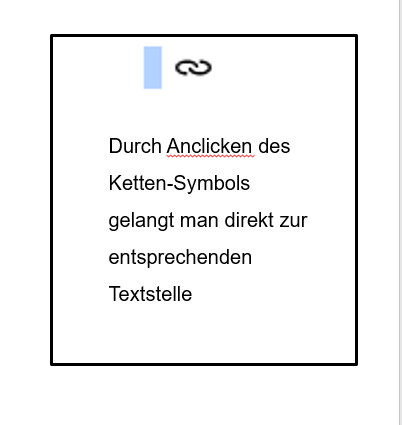 Durch Anclicken des
Ketten-Symbols
gelangt man direkt zur
entsprechenden
Textstelle